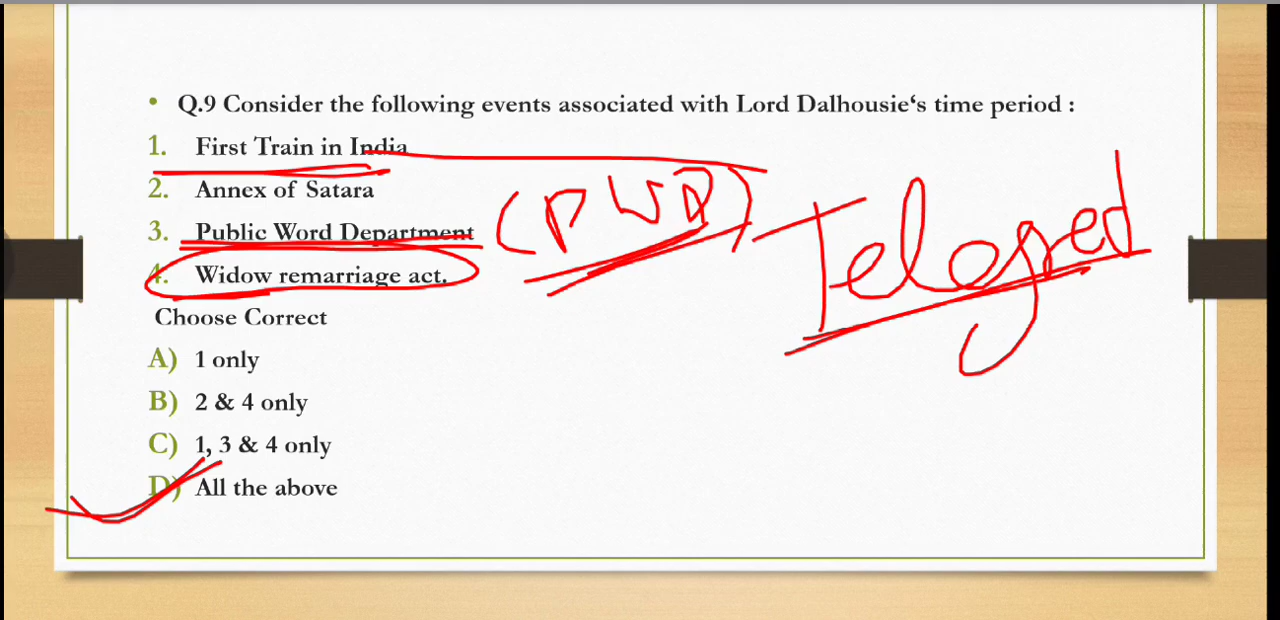 • Q.9 Consider the following events associated with Lord Dalhousie‘s time period :
1. First Train in India
2. Annex of Satara
3. Public Word Department (PWD)
4. Widow remarriage act.
Telegred
Choose Correct
A) 1 only
B) 2 & 4 only
C) 1, 3 & 4 only
D) All the above